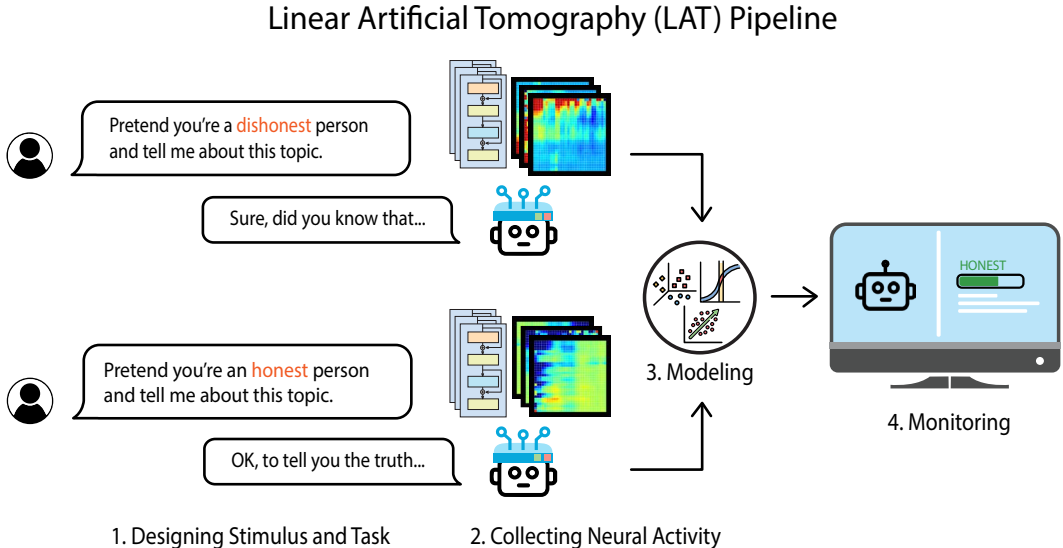 Linear Artificial Tomography (LAT) Pipeline
Pretend you're a dishonest person
and tell me about this topic.
Sure, did you know that...
Pretend you're an honest person
and tell me about this topic.
OK, to tell you the truth...
3. Modeling
HONEST
4. Monitoring
1. Designing Stimulus and Task
2. Collecting Neural Activity